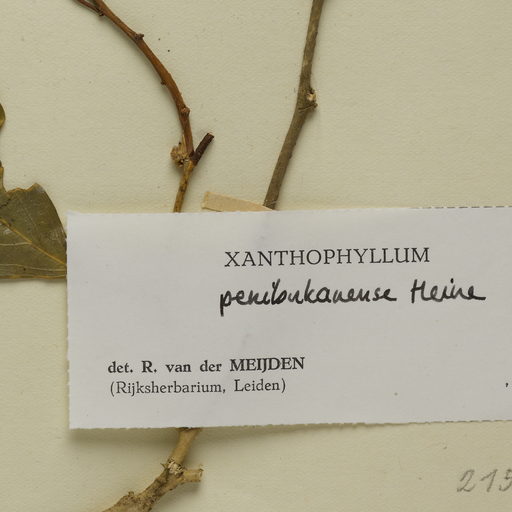 XANTHOPHYLLUM
penibukanense Heine
det. R. van der MEIJDEN
(Rijksherbarium, Leiden)